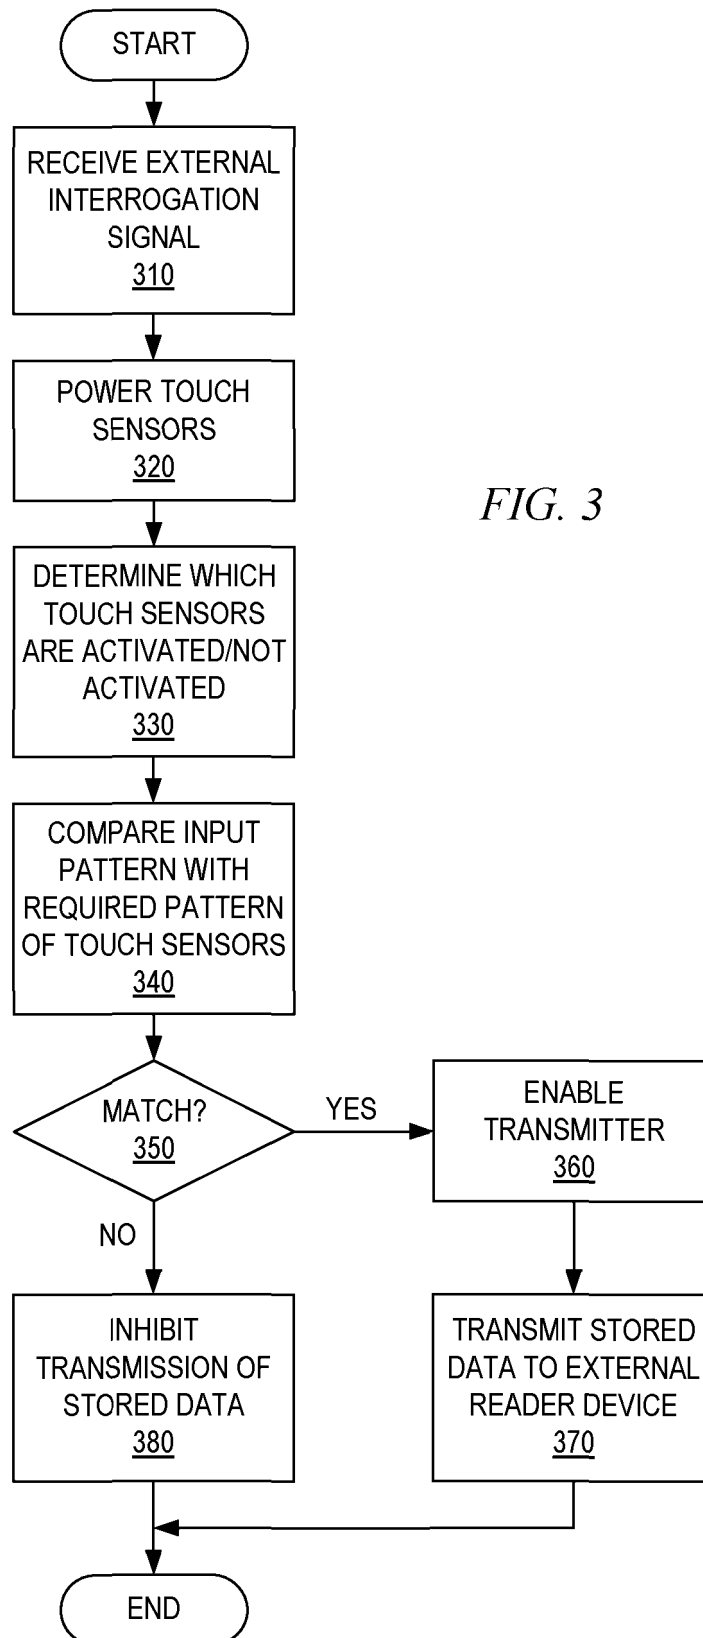 START
RECEIVE EXTERNAL
INTERROGATION
SIGNAL
310
POWER TOUCH
SENSORS
320
FIG. 3
DETERMINE WHICH
TOUCH SENSORS
ARE ACTIVATED/NOT
ACTIVATED
330
COMPARE INPUT
PATTERN WITH
REQUIRED PATTERN
OF TOUCH SENSORS
340
MATCH?
350
YES
ENABLE
TRANSMITTER
360
NO
INHIBIT
TRANSMISSION OF
STORED DATA
380
TRANSMIT STORED
DATA TO EXTERNAL
READER DEVICE
370
END